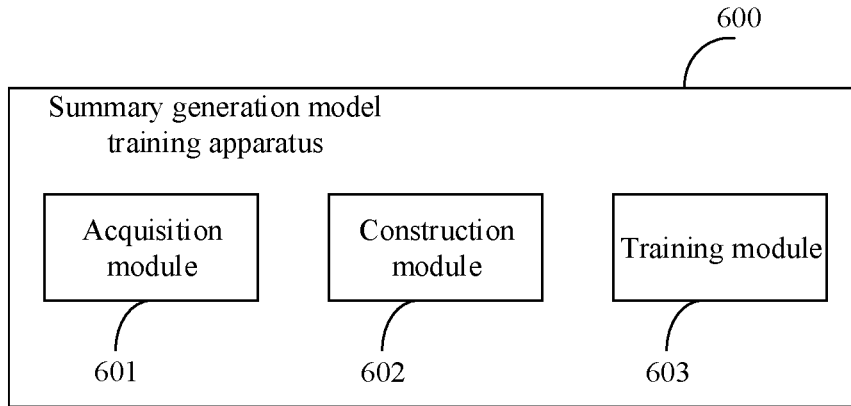 600
Summary generation model
training apparatus
Acquisition
module
Construction
module
Training module
601
602
603